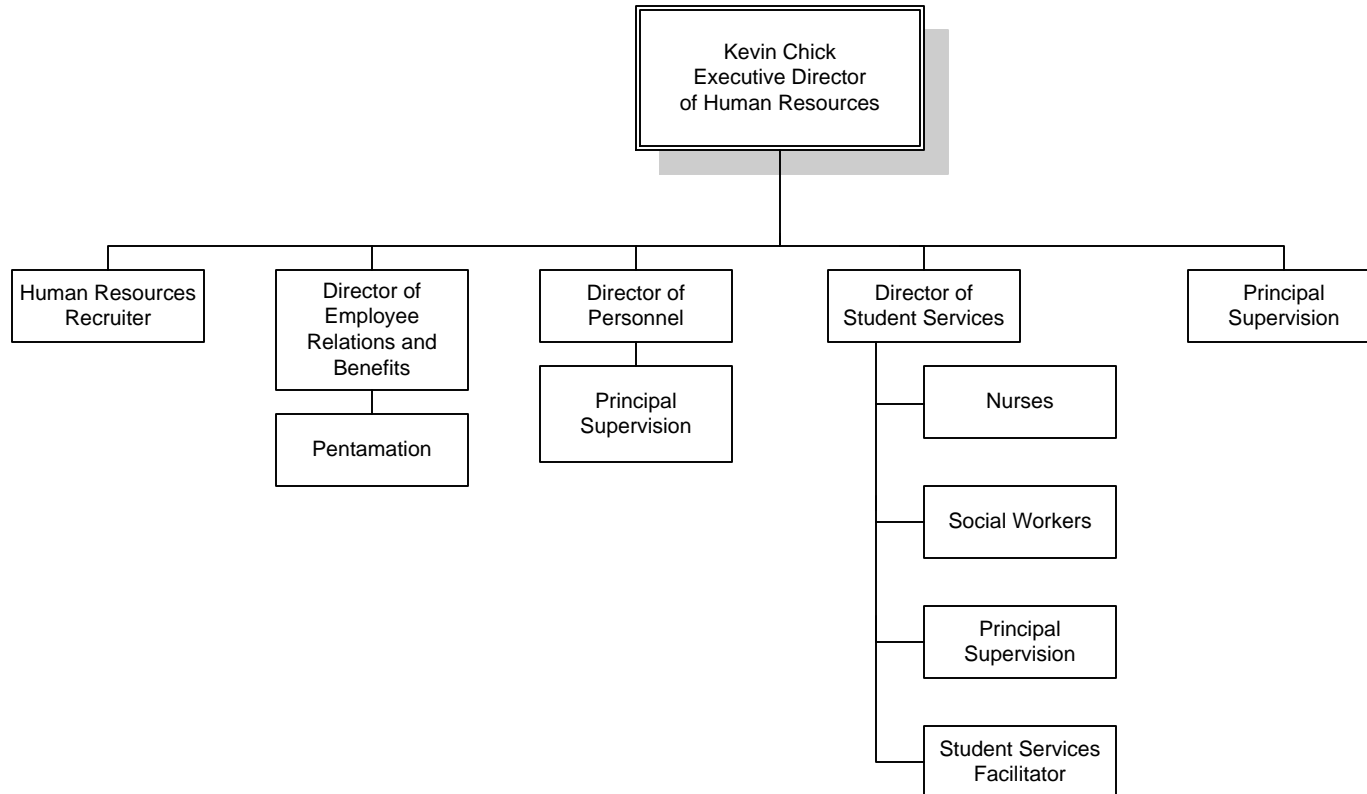 Kevin Chick
Executive Director
of Human Resources
Human Resources
Recruiter
Director of
Employee
Relations and
Benefits
Pentamation
Director of
Personnel
Principal
Supervision
Director of
Student Services
Nurses
Social Workers
Principal
Supervision
Student Services
Facilitator
Principal
Supervision